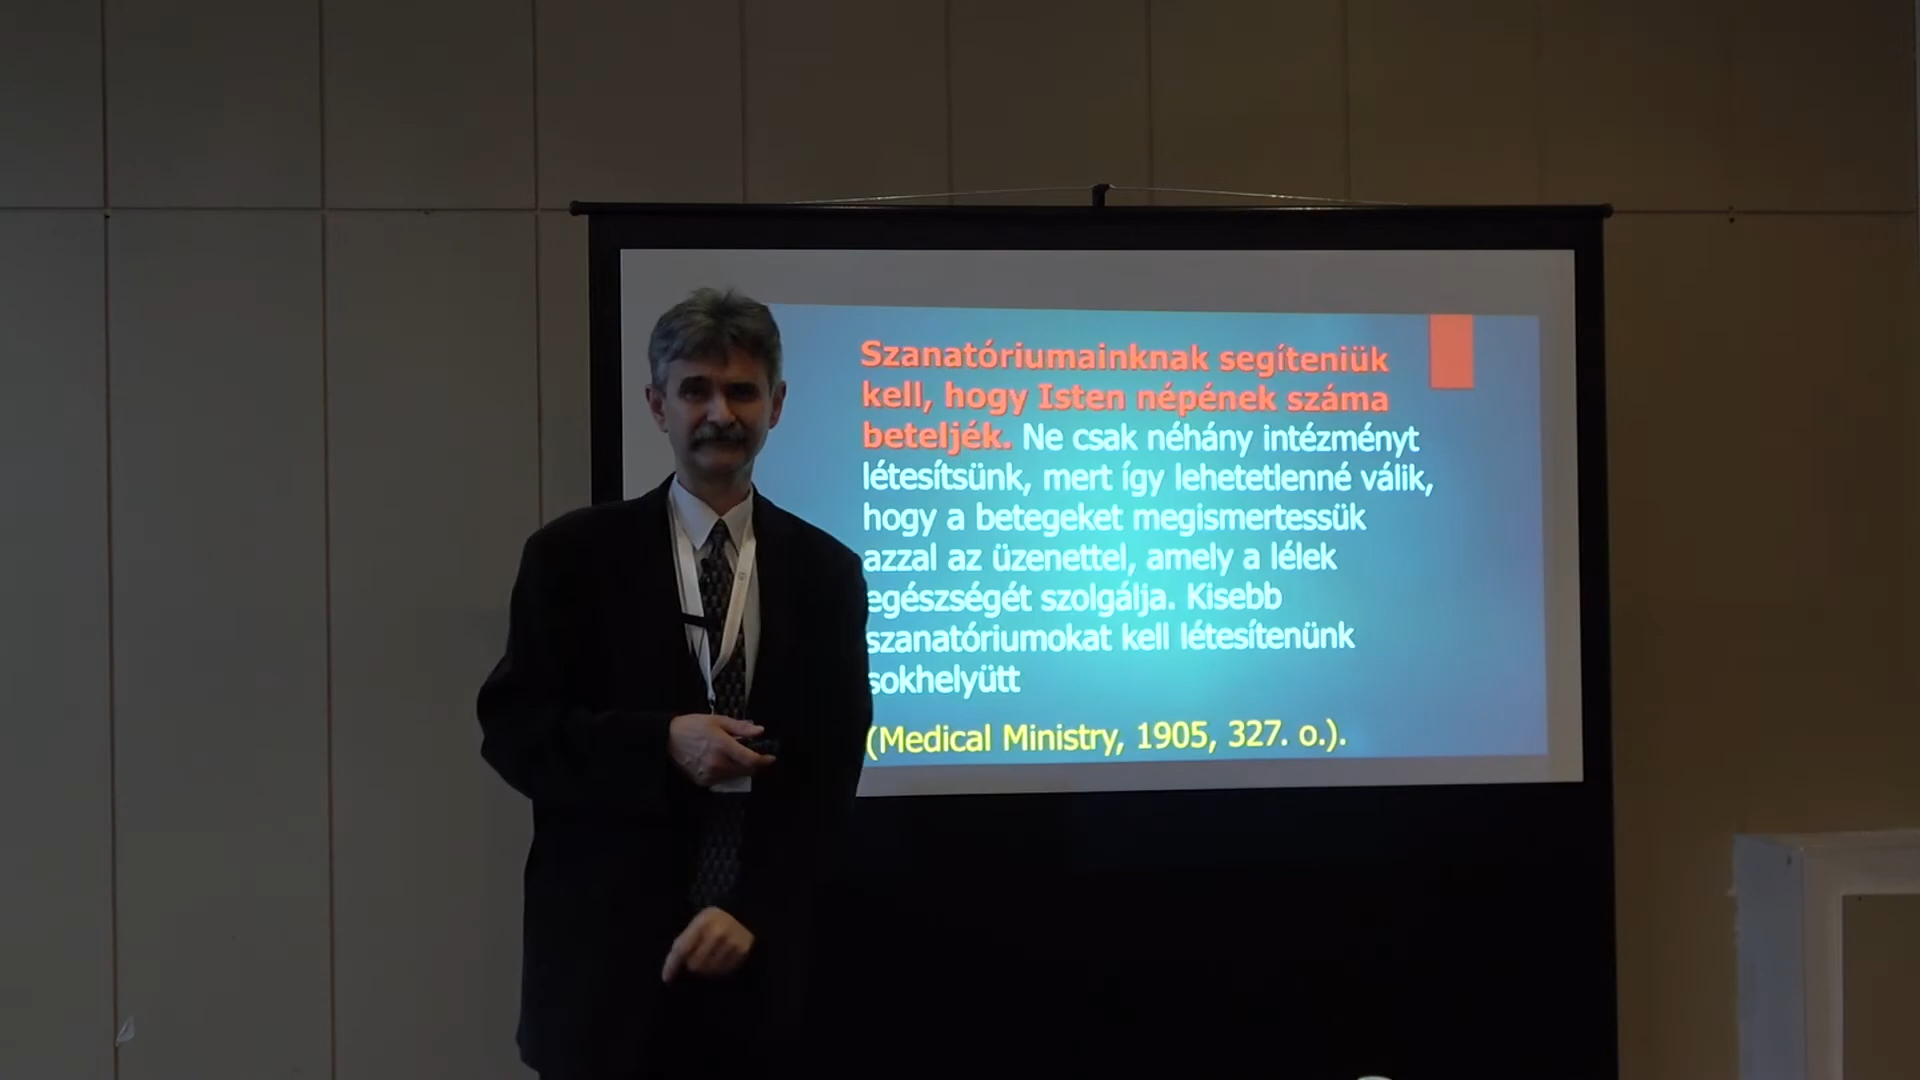 Szanatóriumainknak segíteniük
kell, hogy Isten népének száma
beteljék. Ne csak néhány intézményt
létesítsünk, mert így lehetetlenné válik,
hogy a betegeket megismertessük
azzal az üzenettel, amely a lélek
egészségét szolgálja. Kisebb
szanatóriumokat kell létesítenünk
sokhelyütt
(Medical Ministry, 1905, 327. o.).